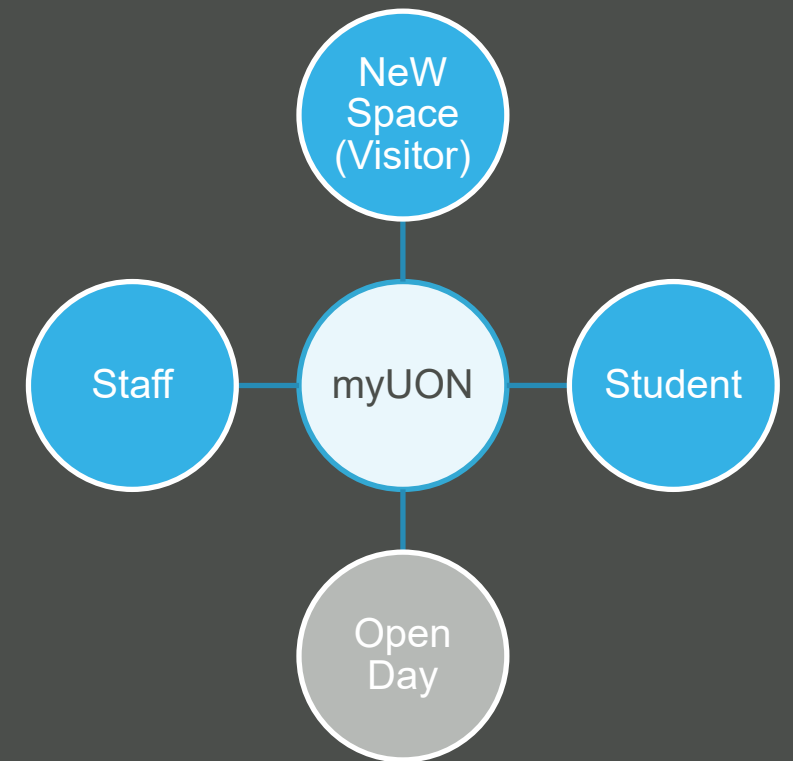 NeW
Space
(Visitor)
Staff
myUON
Student
Open
Day